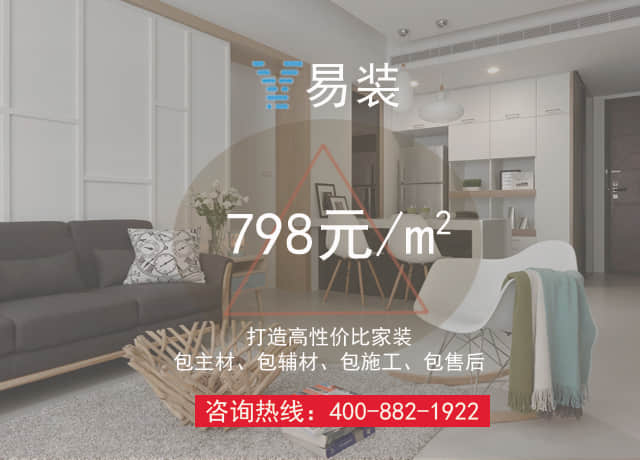 易装
798元/m²
打造高性价比家装
包主材、包辅材、包施工、包售后
咨询热线：400-882-1922